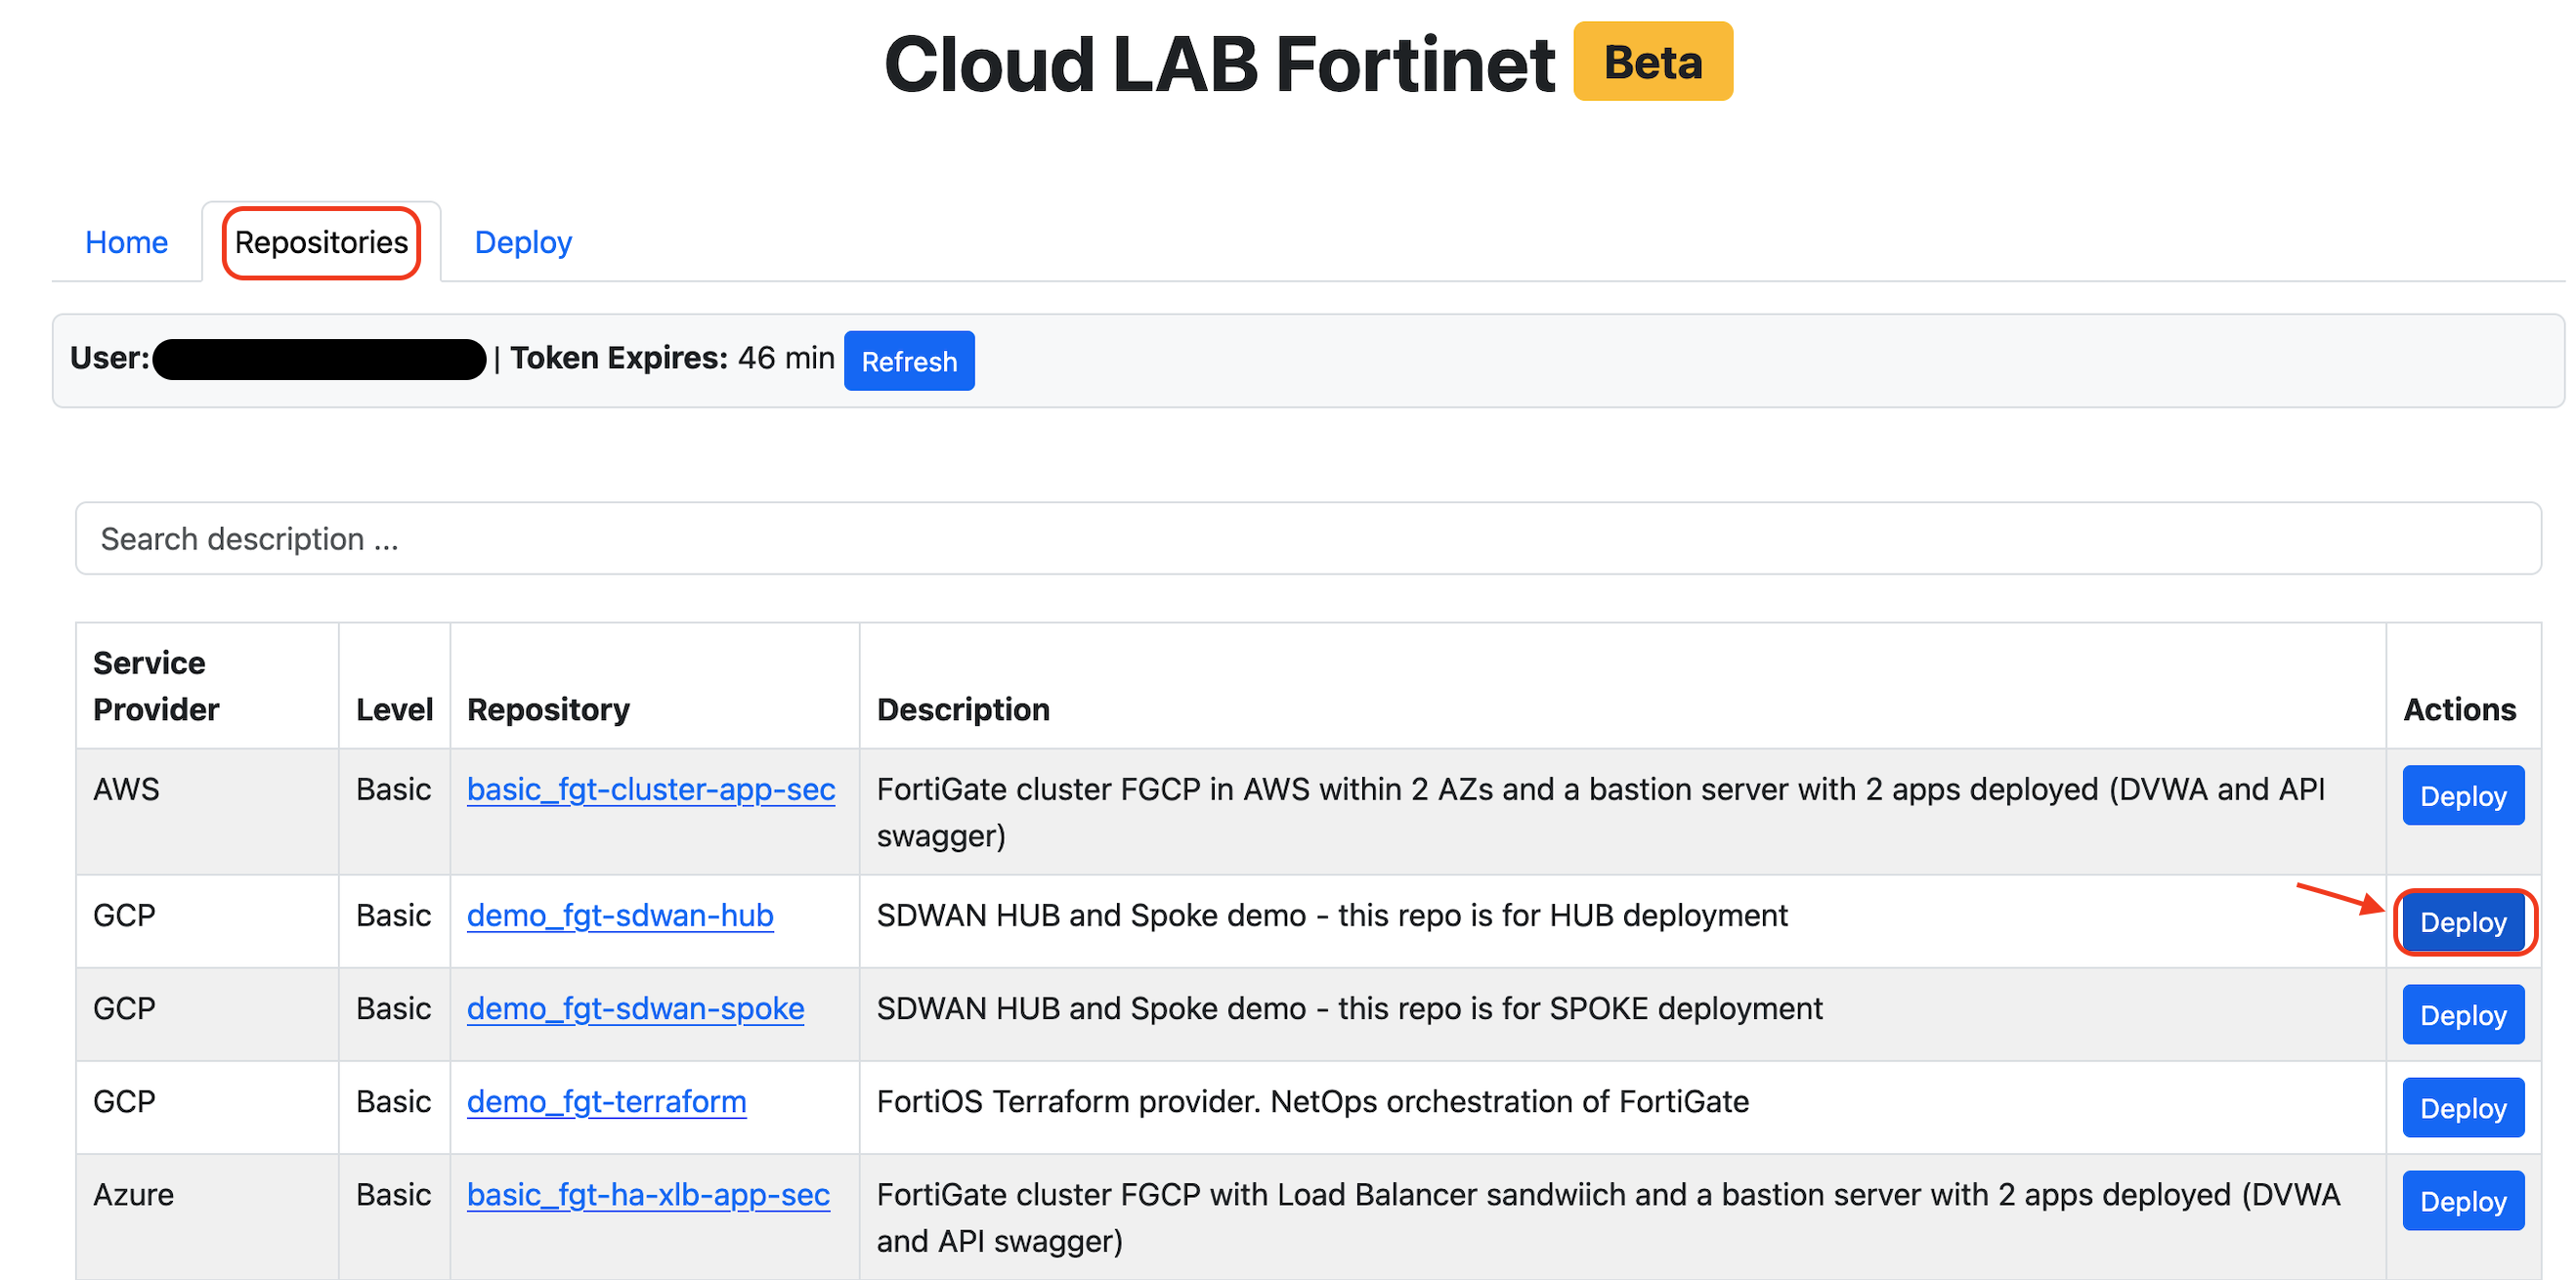 Cloud LAB Fortinet Beta
Home Repositories Deploy
User: | Token Expires: 46 min Refresh
Search description ...
Service
Provider Level Repository Description Actions
AWS Basic basic_fgt-cluster-app-sec FortiGate cluster FGCP in AWS within 2 AZs and a bastion server with 2 apps deployed (DVWA and API Deploy
swagger)
GCP Basic demo_fgt-sdwan-hub SDWAN HUB and Spoke demo - this repo is for HUB deployment Deploy
GCP Basic demo_fgt-sdwan-spoke SDWAN HUB and Spoke demo - this repo is for SPOKE deployment Deploy
GCP Basic demo_fgt-terraform FortiOS Terraform provider. NetOps orchestration of FortiGate Deploy
Azure Basic basic_fgt-ha-xlb-app-sec FortiGate cluster FGCP with Load Balancer sandwiich and a bastion server with 2 apps deployed (DVWA Deploy
and API swagger)